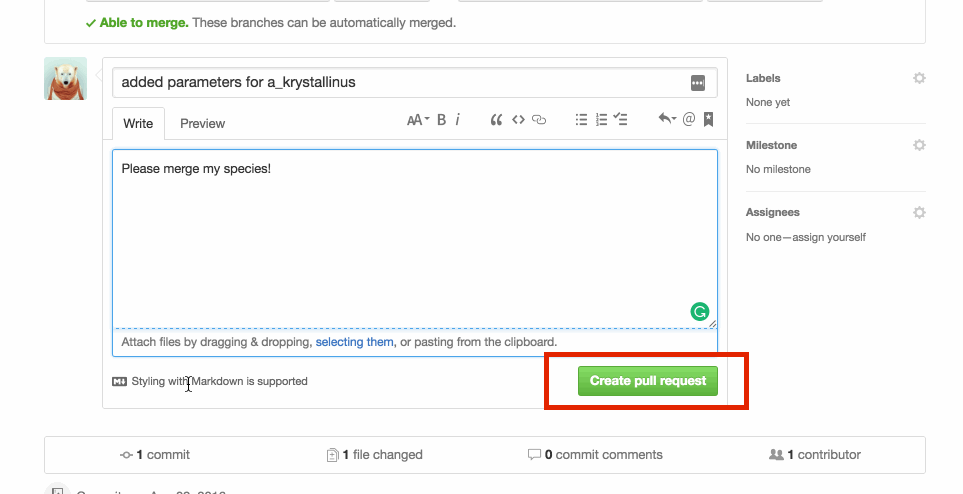 Able to merge. These branches can be automatically merged.
added parameters for a_krystallinus
Write Preview AA B i
Please merge my species!
Attach files by dragging & dropping, selecting them, or pasting from the clipboard.
Styling with Markdown is supported
Create pull request
Labels
None yet
Milestone
No milestone
Assignees
No one—assign yourself
1 commit 1 file changed 0 commit comments 1 contributor